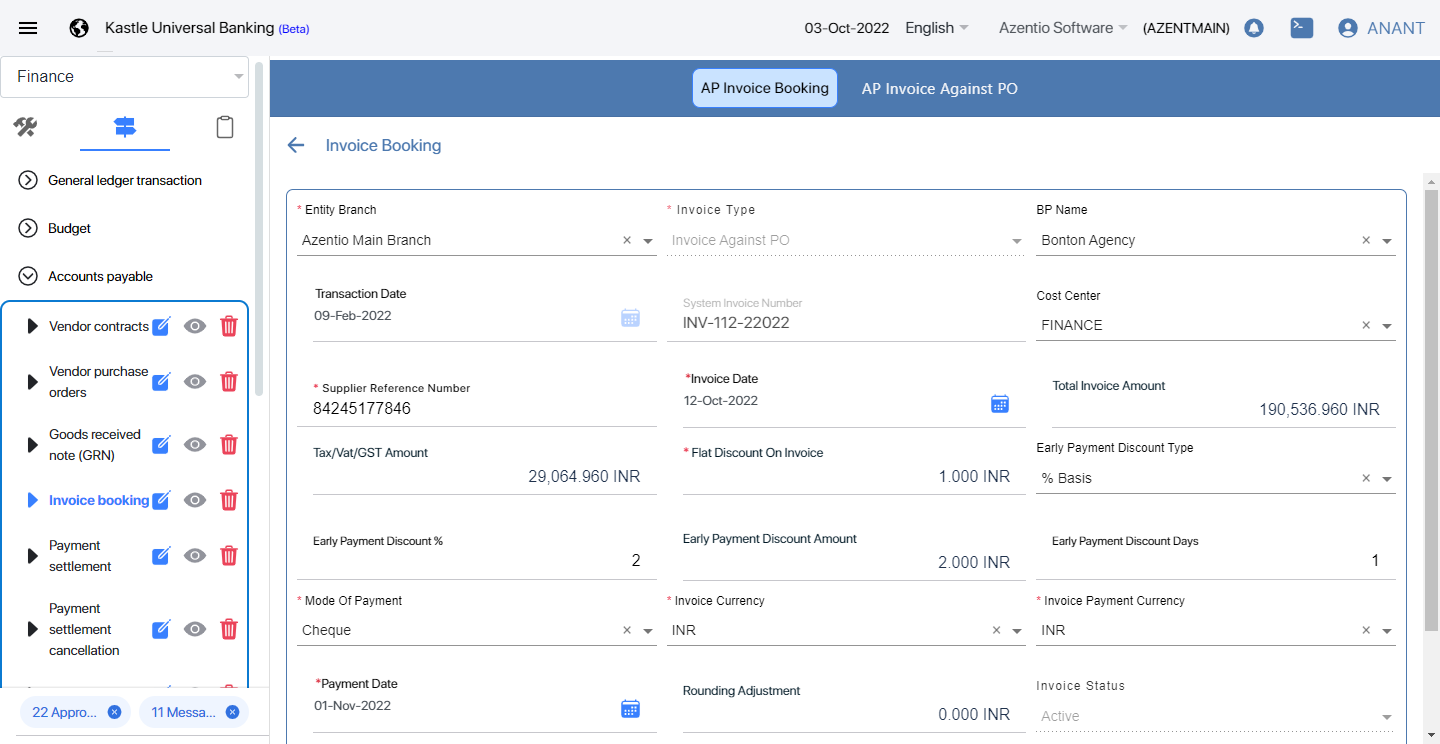 Kastle Universal Banking (Beta)
03-Oct-2022 English Azentio Software (AZENTMAIN) ANANT
Finance
General ledger transaction
Budget
Accounts payable
Vendor contracts
Vendor purchase
orders
Goods received
note (GRN)
Invoice booking
Payment
settlement
Payment
settlement
cancellation
22 Appro... 11 Messa...
AP Invoice Booking AP Invoice Against PO
Invoice Booking
* Entity Branch * Invoice Type BP Name
Azentio Main Branch × Invoice Against PO Bonton Agency ×
Transaction Date
09-Feb-2022
System Invoice Number
INV-112-22022
Cost Center
FINANCE ×
* Supplier Reference Number
84245177846
*Invoice Date
12-Oct-2022
Total Invoice Amount
190,536.960 INR
Tax/Vat/GST Amount
29,064.960 INR
* Flat Discount On Invoice
1.000 INR
Early Payment Discount Type
% Basis ×
Early Payment Discount %
2
Early Payment Discount Amount
2.000 INR
Early Payment Discount Days
1
* Mode Of Payment * Invoice Currency * Invoice Payment Currency
Cheque × INR × INR ×
*Payment Date
01-Nov-2022
Rounding Adjustment
0.000 INR
Invoice Status
Active